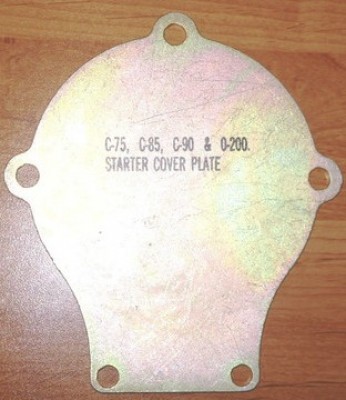 C-75, C-85, C-90 & O-200.
STARTER COVER PLATE